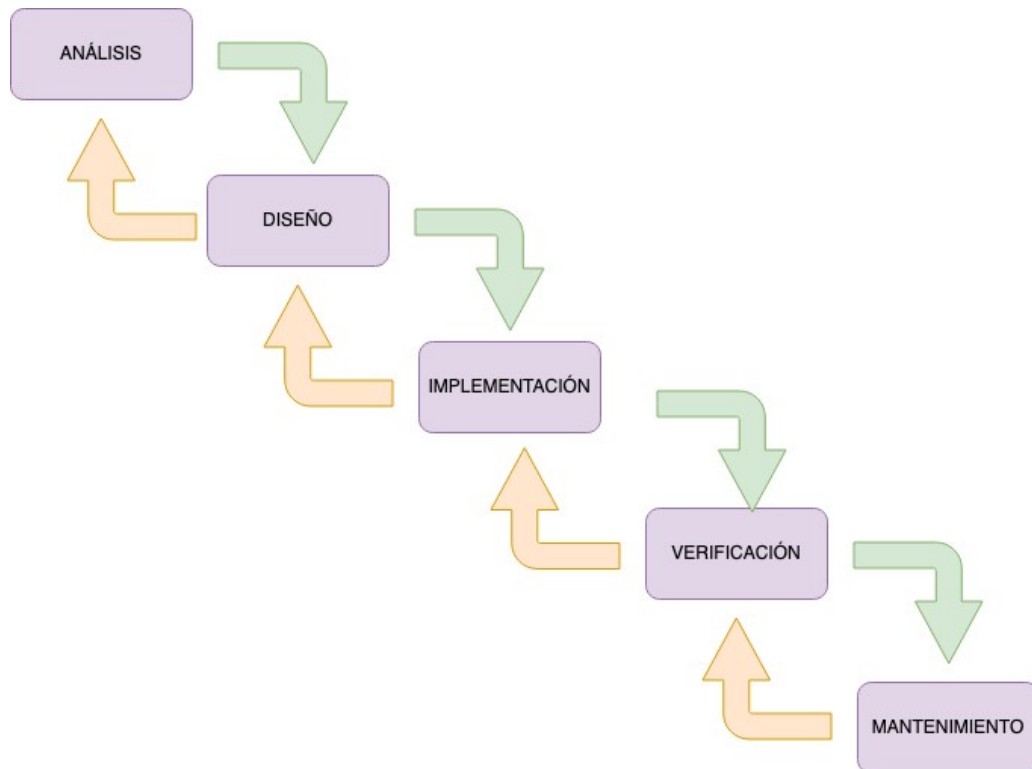 ANÁLISIS
DISEÑO
IMPLEMENTACIÓN
VERIFICACIÓN
MANTENIMIENTO